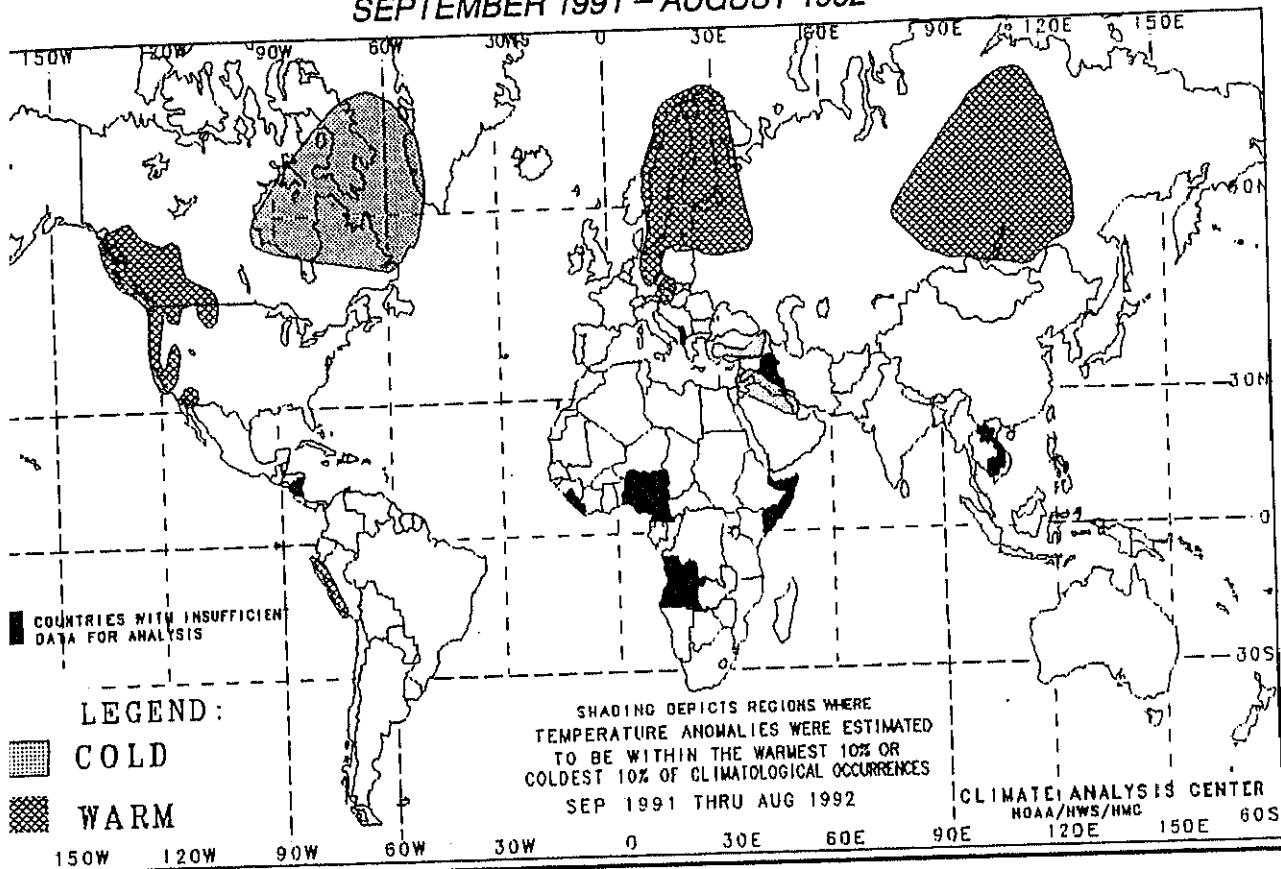 SEPTEMBER 1991 – AUGUST 1992
150W 120W 90W 60W 30W 0 30E 60E 90E 120E 150E
60N
30N
0
30S
COUNTRIES WITH INSUFFICIENT
DATA FOR ANALYSIS
LEGEND:
COLD
WARM
SHADING DEPICTS REGIONS WHERE
TEMPERATURE ANOMALIES WERE ESTIMATED
TO BE WITHIN THE WARMEST 10% OR
COLDEST 10% OF CLIMATOLOGICAL OCCURRENCES
SEP 1991 THRU AUG 1992
CLIMATE ANALYSIS CENTER
NOAA/NWS/NMC
60S
150W 120W 90W 60W 30W 0 30E 60E 90E 120E 150E